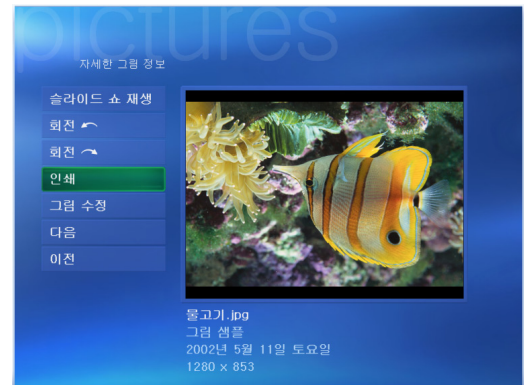 pictures
자세한 그림 정보
슬라이드 쇼 재생
회전
회전
인쇄
그림 수정
다음
이전
물고기.jpg
그림 샘플
2002년 5월 11일 토요일
1280 × 853